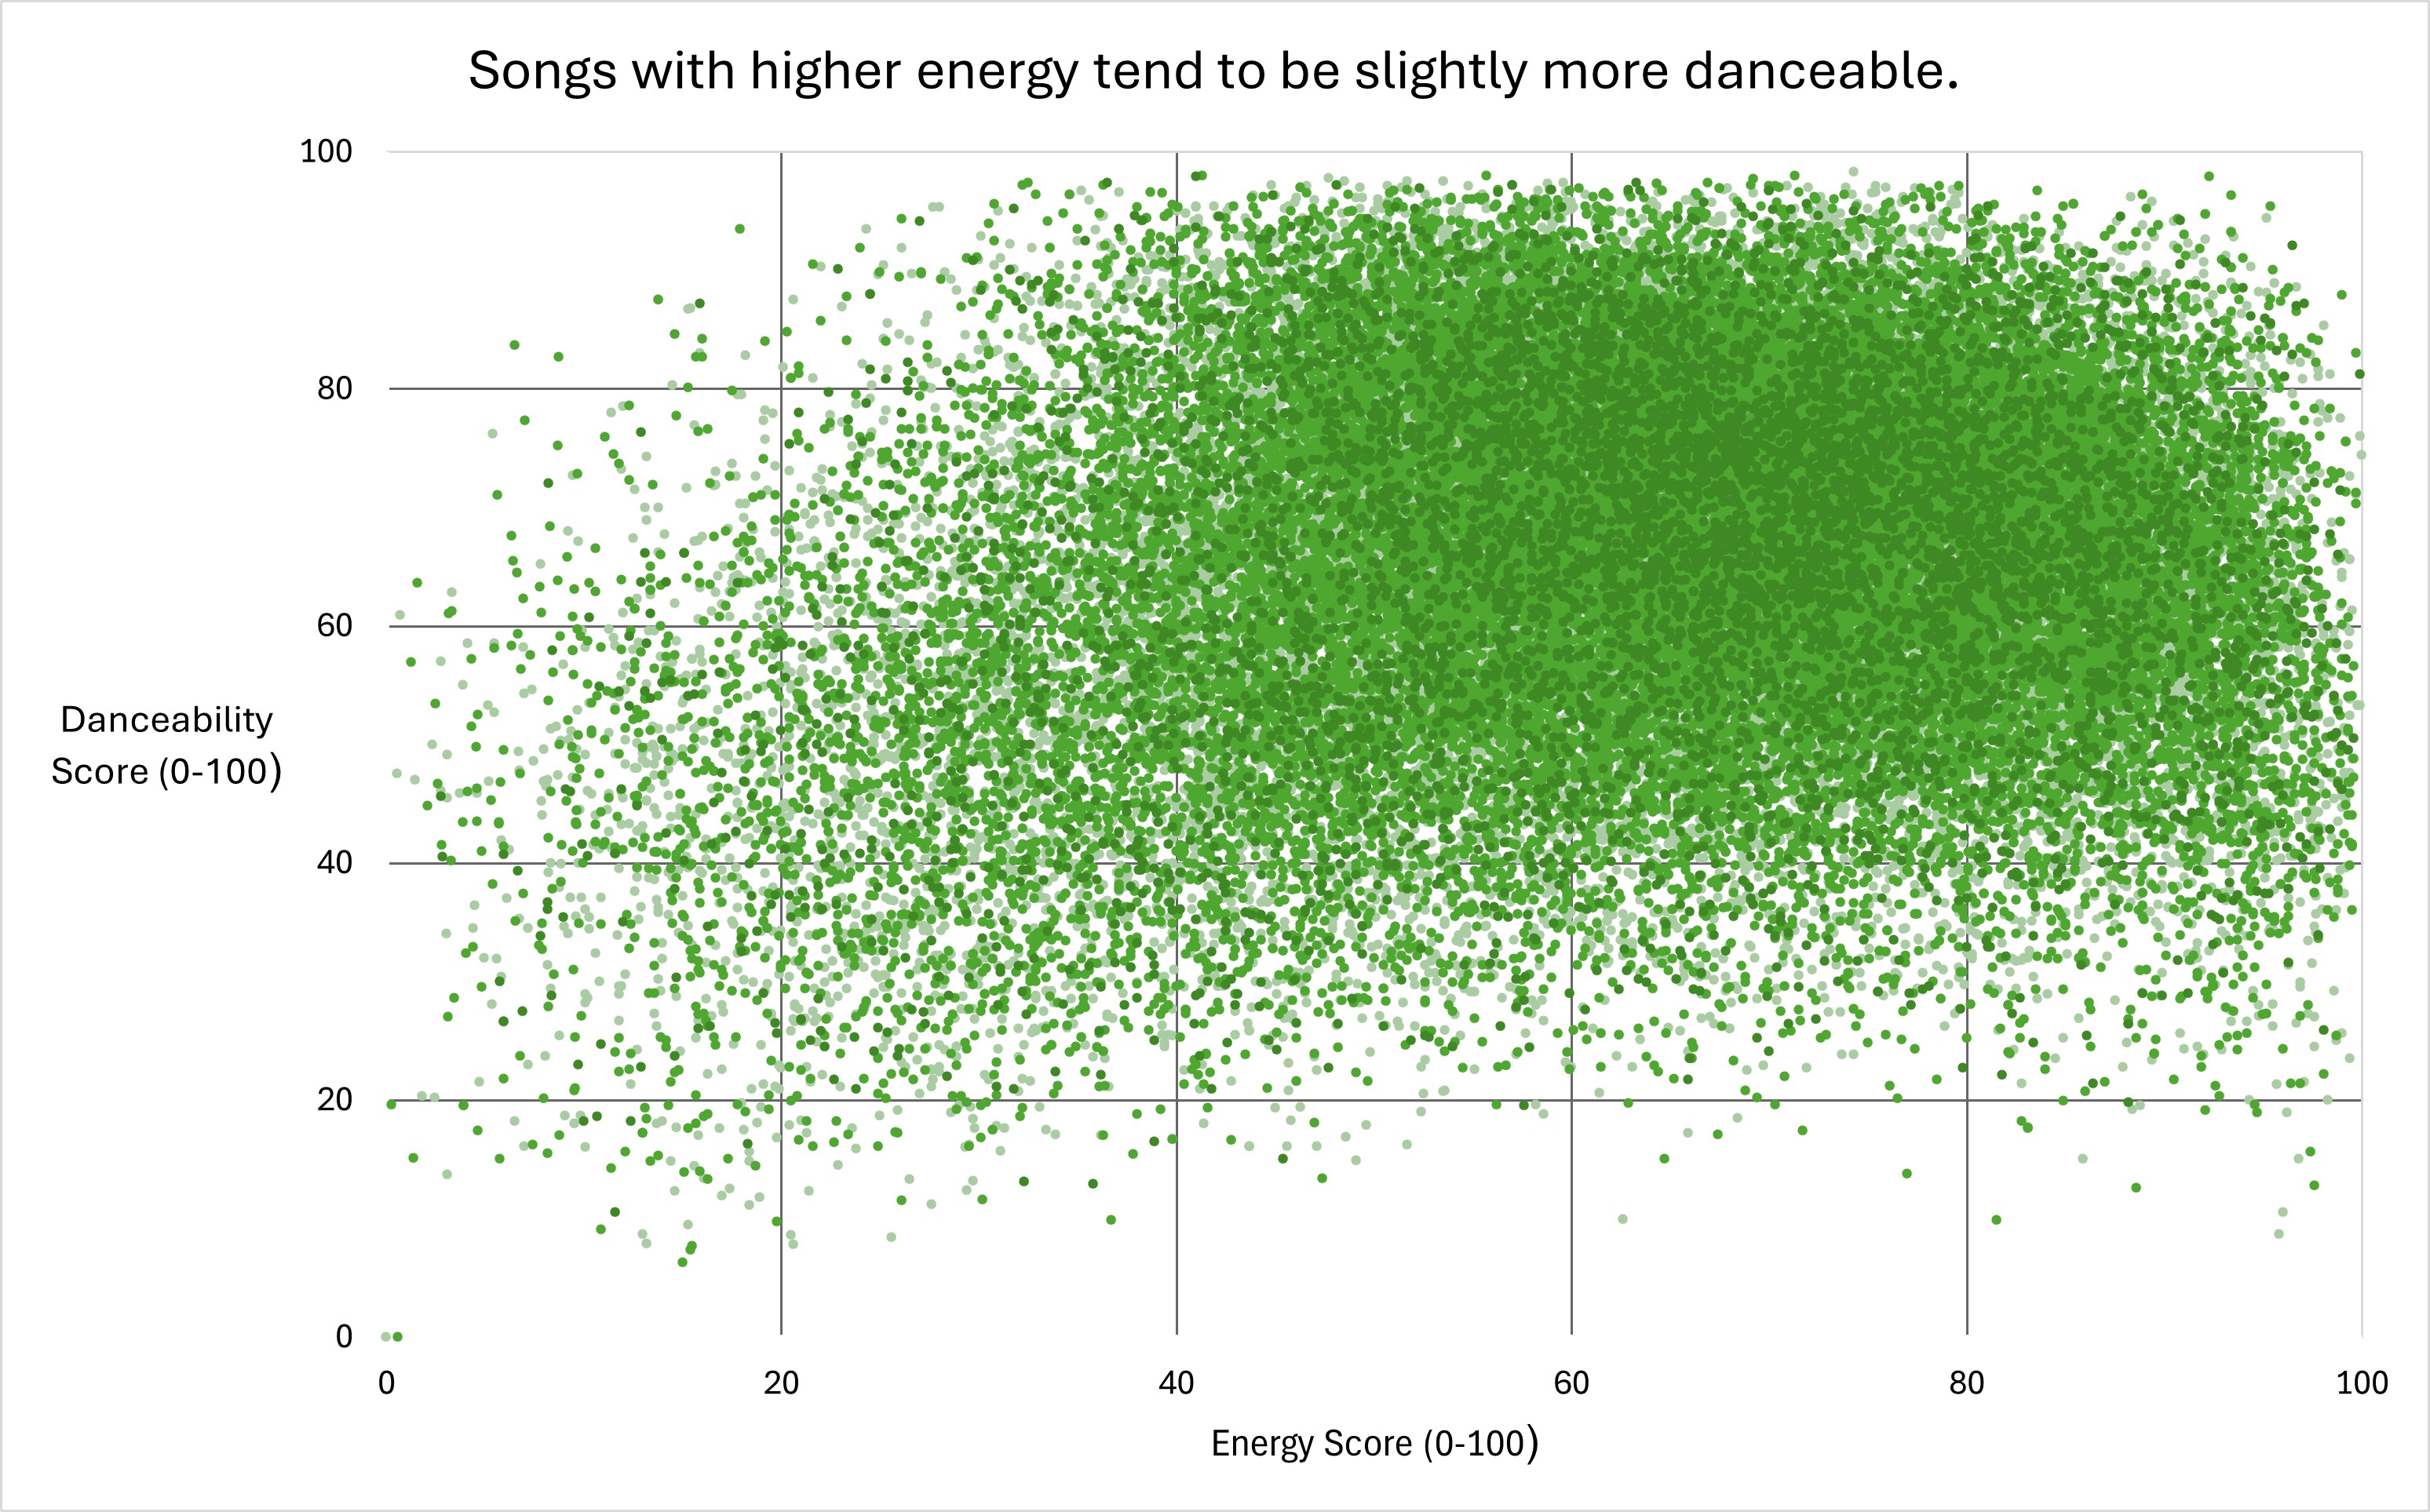 Songs with higher energy tend to be slightly more danceable.
100
80
60
40
20
0
Danceability
Score (0-100)
0 20 40 60 80 100
Energy Score (0-100)